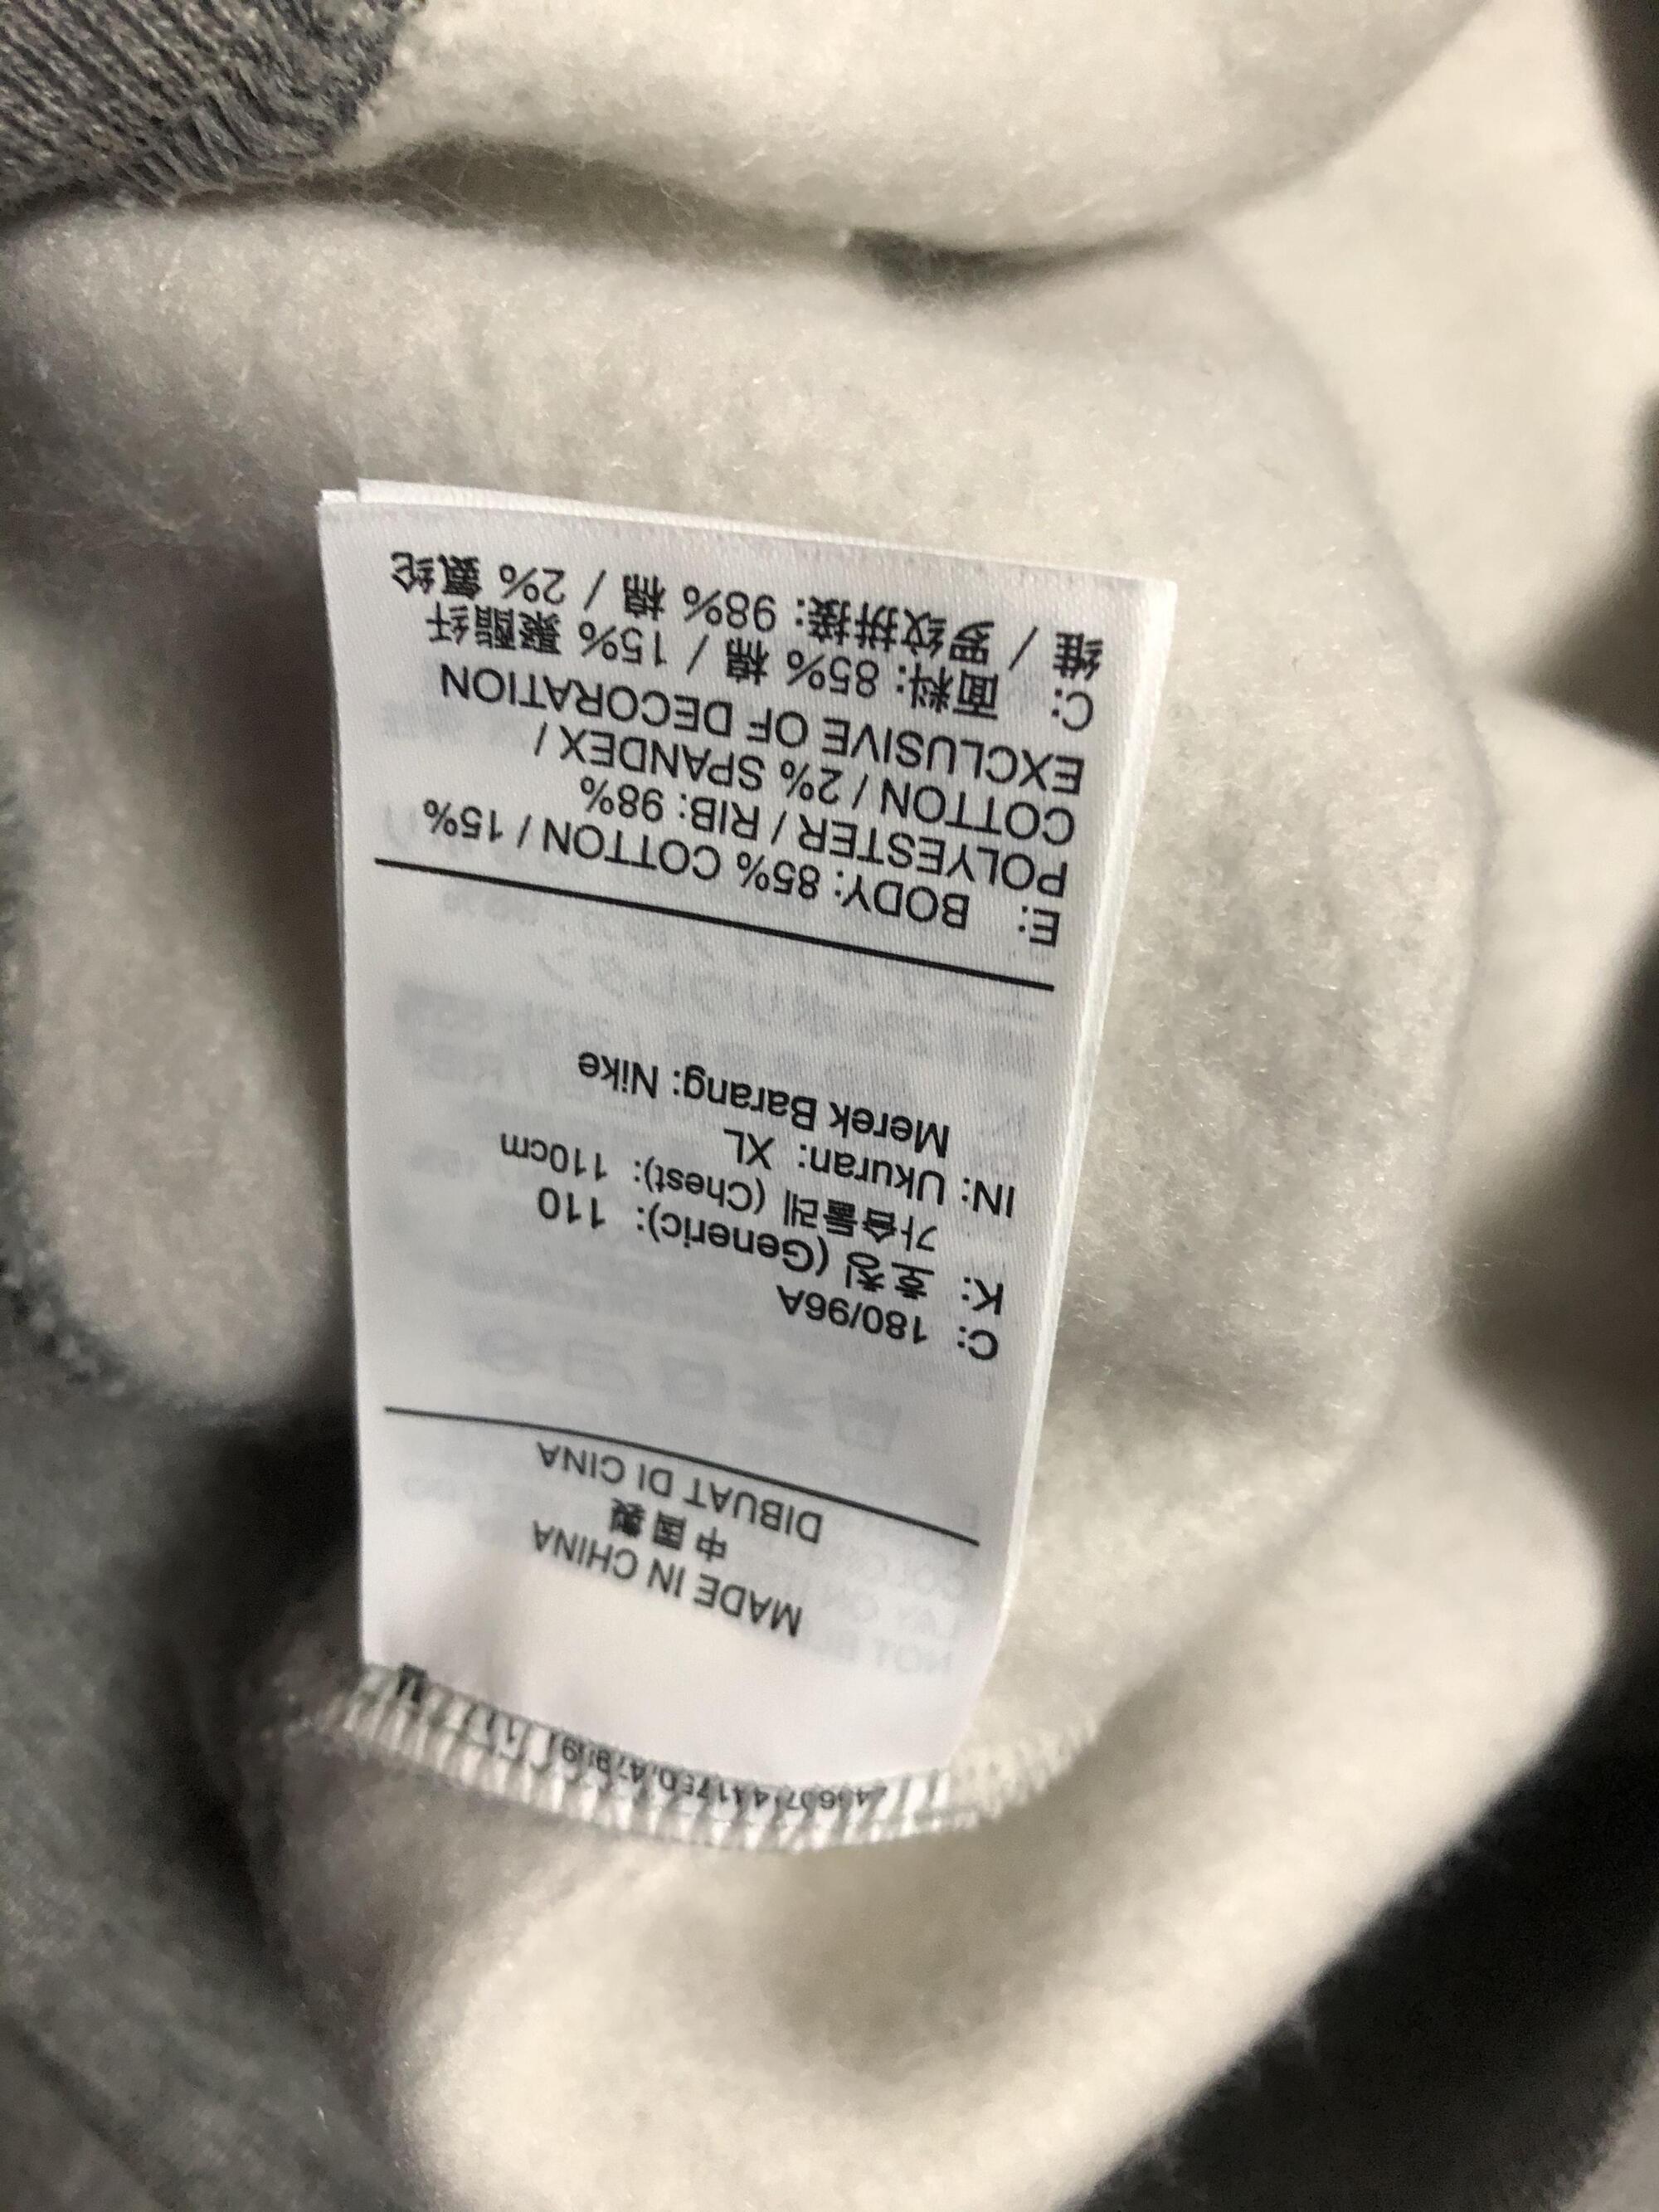 MADE IN CHINA
中国製
DIBUAT DI CINA
C: 180/96A
K: 호칭 (Generic): 110
가슴둘레 (Chest): 110cm
IN: Ukuran: XL
Merek Barang: Nike
E: BODY: 85% COTTON / 15%
POLYESTER / RIB: 98%
COTTON / 2% SPANDEX /
EXCLUSIVE OF DECORATION
C: 面料: 85% 棉 / 15% 聚酯纤
维 / 罗纹拼接: 98% 棉 / 2% 氨纶